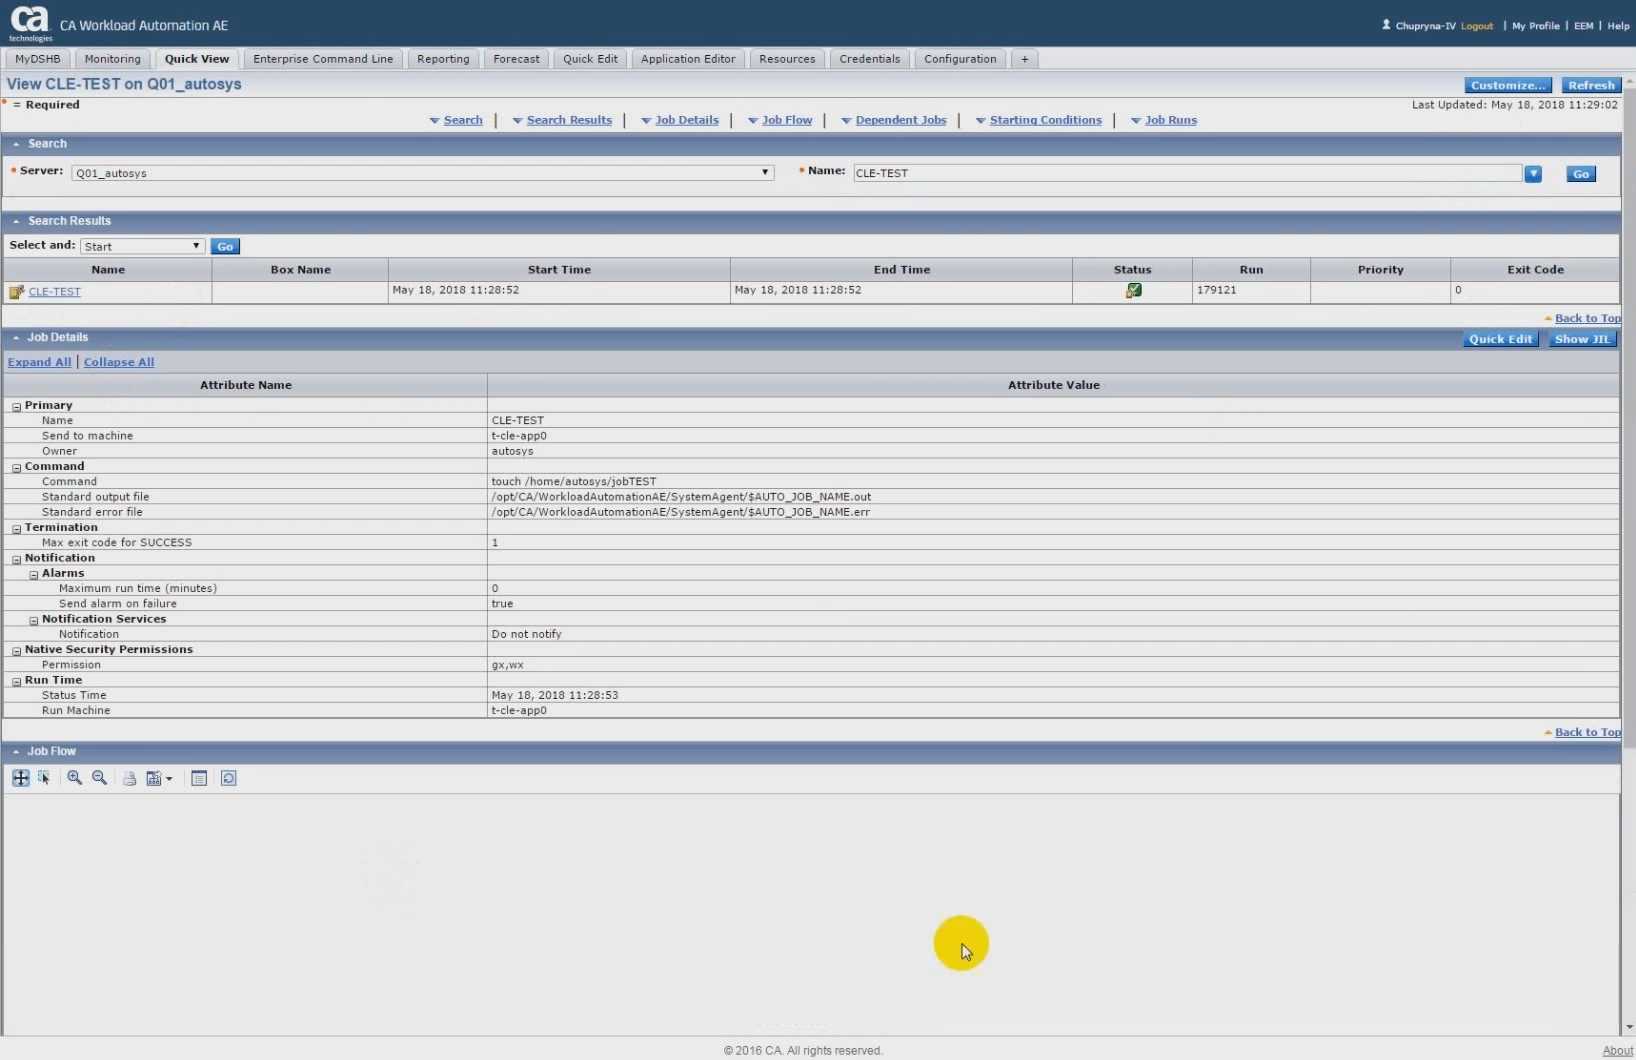 ca technologies CA Workload Automation AE Chupryna-IV Logout | My Profile | EEM | Help
MyDSHB Monitoring Quick View Enterprise Command Line Reporting Forecast Quick Edit Application Editor Resources Credentials Configuration +
View CLE-TEST on Q01_autosys Customize... Refresh
* = Required Last Updated: May 18, 2018 11:29:02
Search | Search Results | Job Details | Job Flow | Dependent Jobs | Starting Conditions | Job Runs
Search
* Server: Q01_autosys * Name: CLE-TEST Go
Search Results
Select and: Start Go
Name Box Name Start Time End Time Status Run Priority Exit Code
CLE-TEST May 18, 2018 11:28:52 May 18, 2018 11:28:52 179121 0
Back to Top
Job Details Quick Edit Show JIL
Expand All | Collapse All
Attribute Name Attribute Value
Primary
Name CLE-TEST
Send to machine t-cle-app0
Owner autosys
Command
Command touch /home/autosys/jobTEST
Standard output file /opt/CA/WorkloadAutomationAE/SystemAgent/$AUTO_JOB_NAME.out
Standard error file /opt/CA/WorkloadAutomationAE/SystemAgent/$AUTO_JOB_NAME.err
Termination
Max exit code for SUCCESS 1
Notification
Alarms
Maximum run time (minutes) 0
Send alarm on failure true
Notification Services
Notification Do not notify
Native Security Permissions
Permission gx,wx
Run Time
Status Time May 18, 2018 11:28:53
Run Machine t-cle-app0
Back to Top
Job Flow
© 2016 CA. All rights reserved. About